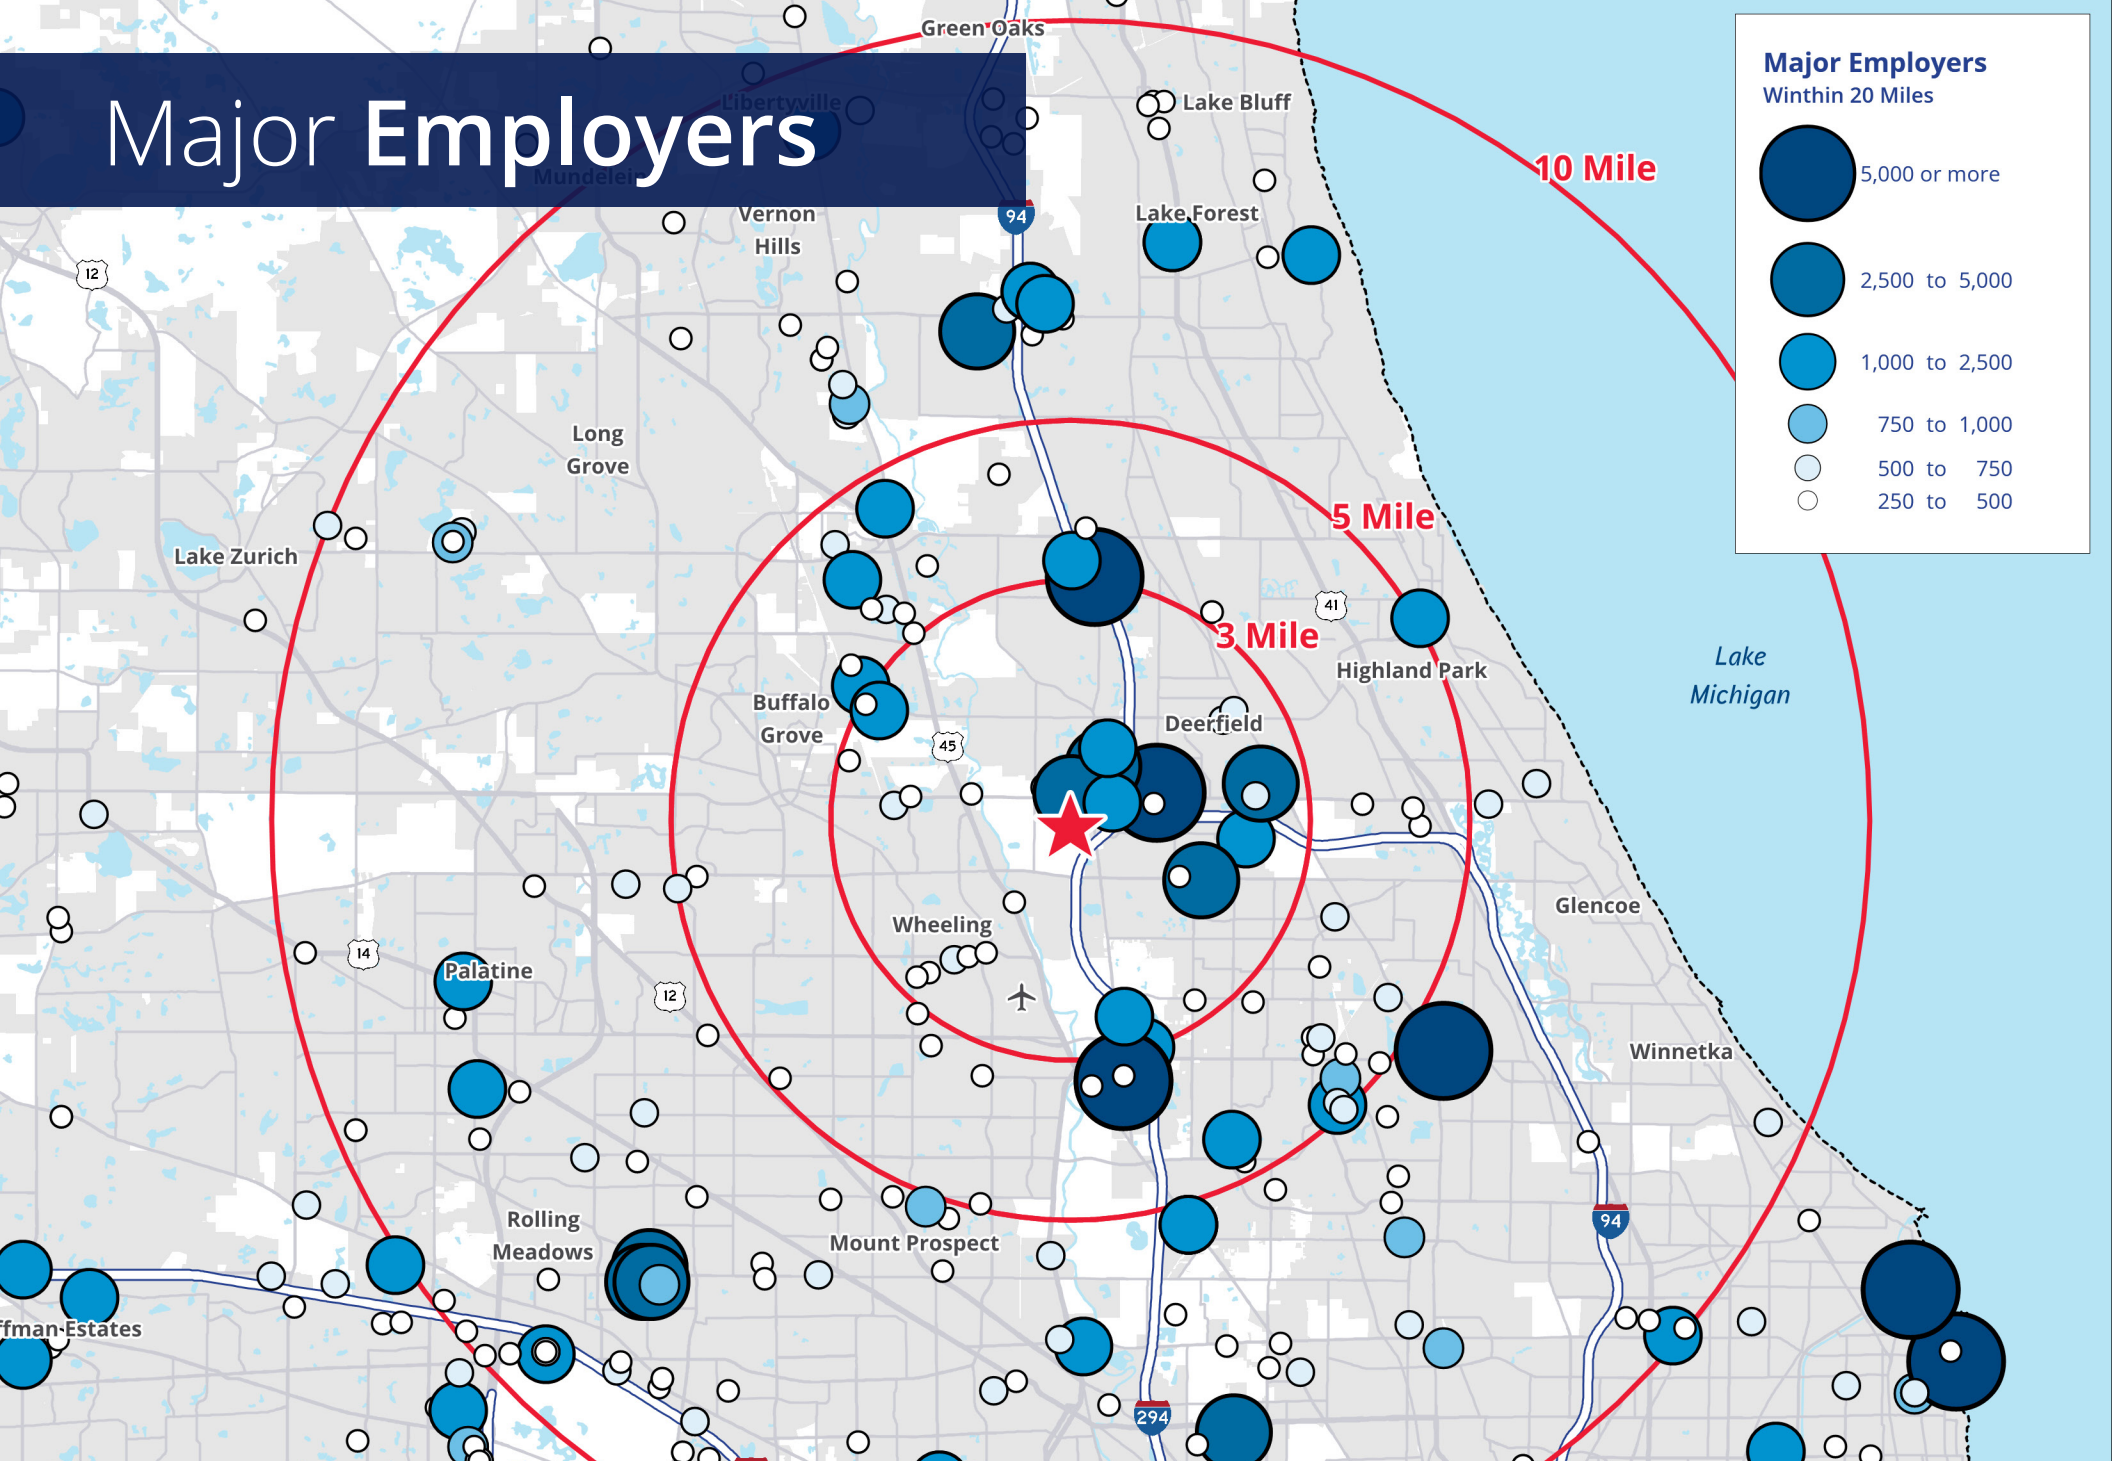 Green Oaks
Libertyville
Lake Bluff
Major Employers
Mundelein
10 Mile
Major Employers
Winthin 20 Miles
5,000 or more
2,500 to 5,000
1,000 to 2,500
750 to 1,000
500 to 750
250 to 500
Vernon
Hills
94
Lake Forest
12
Long
Grove
5 Mile
Lake Zurich
41
3 Mile
Highland Park
Lake
Michigan
Buffalo
Grove
45
Deerfield
Glencoe
Wheeling
14
Palatine
12
Winnetka
Rolling
Meadows
Mount Prospect
94
ffman Estates
294